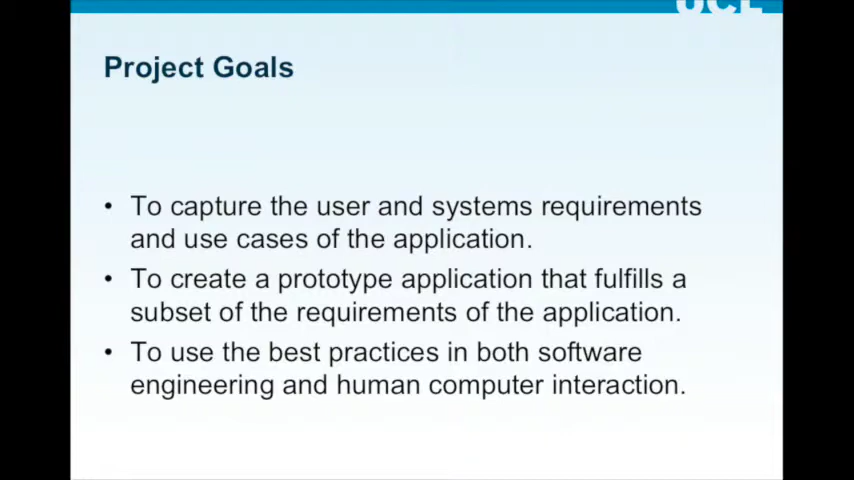 UCL
Project Goals
• To capture the user and systems requirements
and use cases of the application.
• To create a prototype application that fulfills a
subset of the requirements of the application.
• To use the best practices in both software
engineering and human computer interaction.